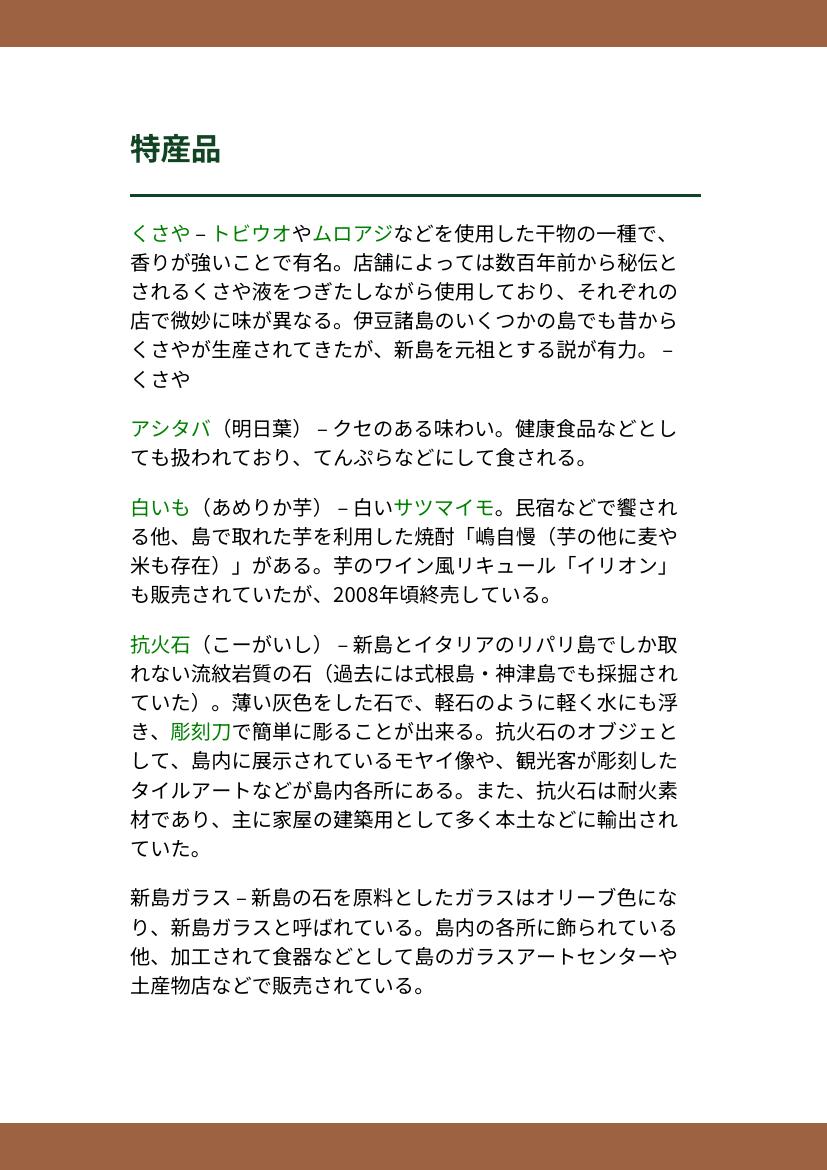 特産品
くさや – トビウオやムロアジなどを使用した干物の一種で、
香りが強いことで有名。店舗によっては数百年前から秘伝と
されるくさや液をつぎたしながら使用しており、それぞれの
店で微妙に味が異なる。伊豆諸島のいくつかの島でも昔から
くさやが生産されてきたが、新島を元祖とする説が有力。 –
くさや
アシタバ（明日葉） – クセのある味わい。健康食品などとし
ても扱われており、てんぷらなどにして食される。
白いも（あめりか芋） – 白いサツマイモ。民宿などで饗され
る他、島で取れた芋を利用した焼酎「嶋自慢（芋の他に麦や
米も存在）」がある。芋のワイン風リキュール「イリオン」
も販売されていたが、2008年頃終売している。
抗火石（こーがいし） – 新島とイタリアのリパリ島でしか取
れない流紋岩質の石（過去には式根島・神津島でも採掘され
ていた）。薄い灰色をした石で、軽石のように軽く水にも浮
き、彫刻刀で簡単に彫ることが出来る。抗火石のオブジェと
して、島内に展示されているモヤイ像や、観光客が彫刻した
タイルアートなどが島内各所にある。また、抗火石は耐火素
材であり、主に家屋の建築用として多く本土などに輸出され
ていた。
新島ガラス – 新島の石を原料としたガラスはオリーブ色にな
り、新島ガラスと呼ばれている。島内の各所に飾られている
他、加工されて食器などとして島のガラスアートセンターや
土産物店などで販売されている。